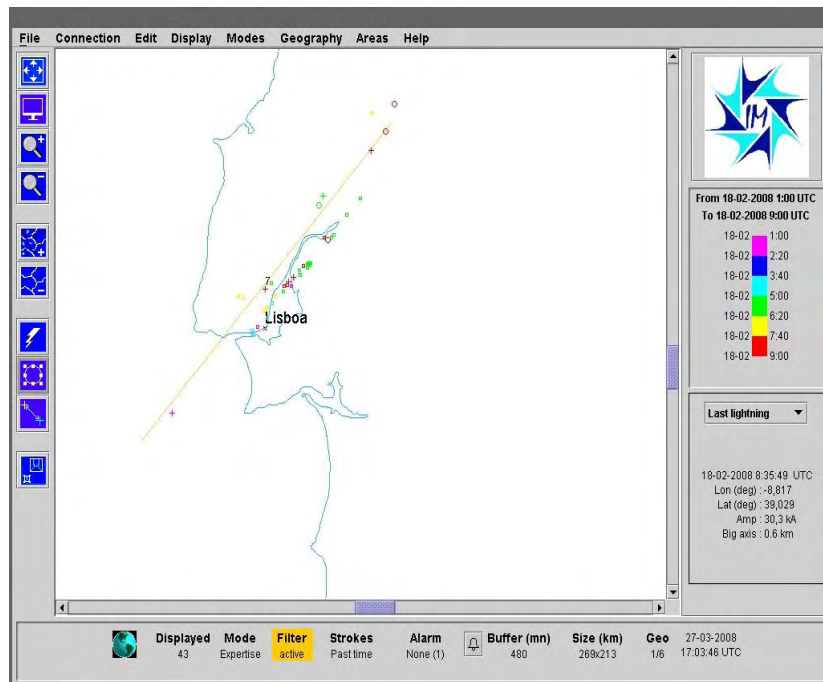 File Connection Edit Display Modes Geography Areas Help
IM
From 18-02-2008 1:00 UTC
To 18-02-2008 9:00 UTC
18-02 1:00
18-02 2:20
18-02 3:40
18-02 5:00
18-02 6:20
18-02 7:40
18-02 9:00
7
Lisboa
Last lightning
18-02-2008 8:35:49 UTC
Lon (deg) : -8,817
Lat (deg) : 39,029
Amp : 30,3 kA
Big axis : 0.6 km
Displayed Mode Filter Strokes Alarm Buffer (mn) Size (km) Geo 27-03-2008
43 Expertise active Past time None (1) 480 269x213 1/6 17:03:46 UTC